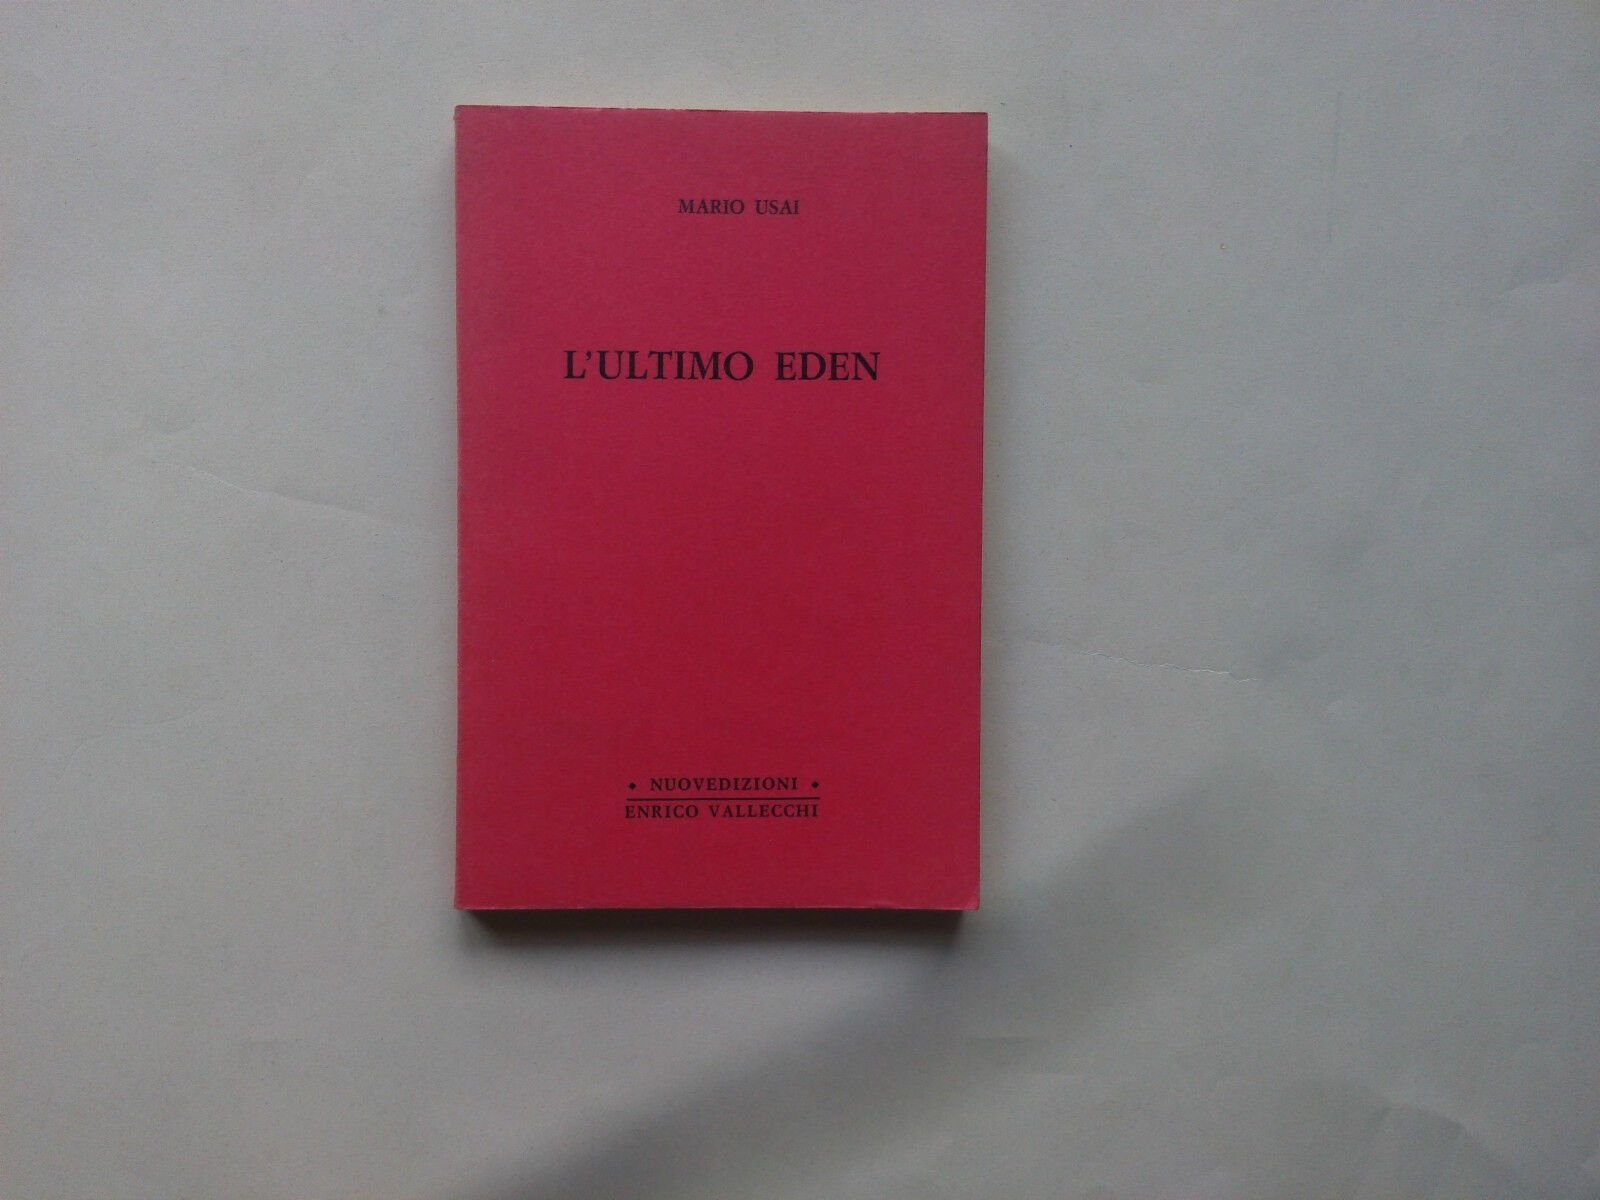 MARIO USAI
L'ULTIMO EDEN
⬥ NUOVEDIZIONI ⬥
ENRICO VALLECCHI